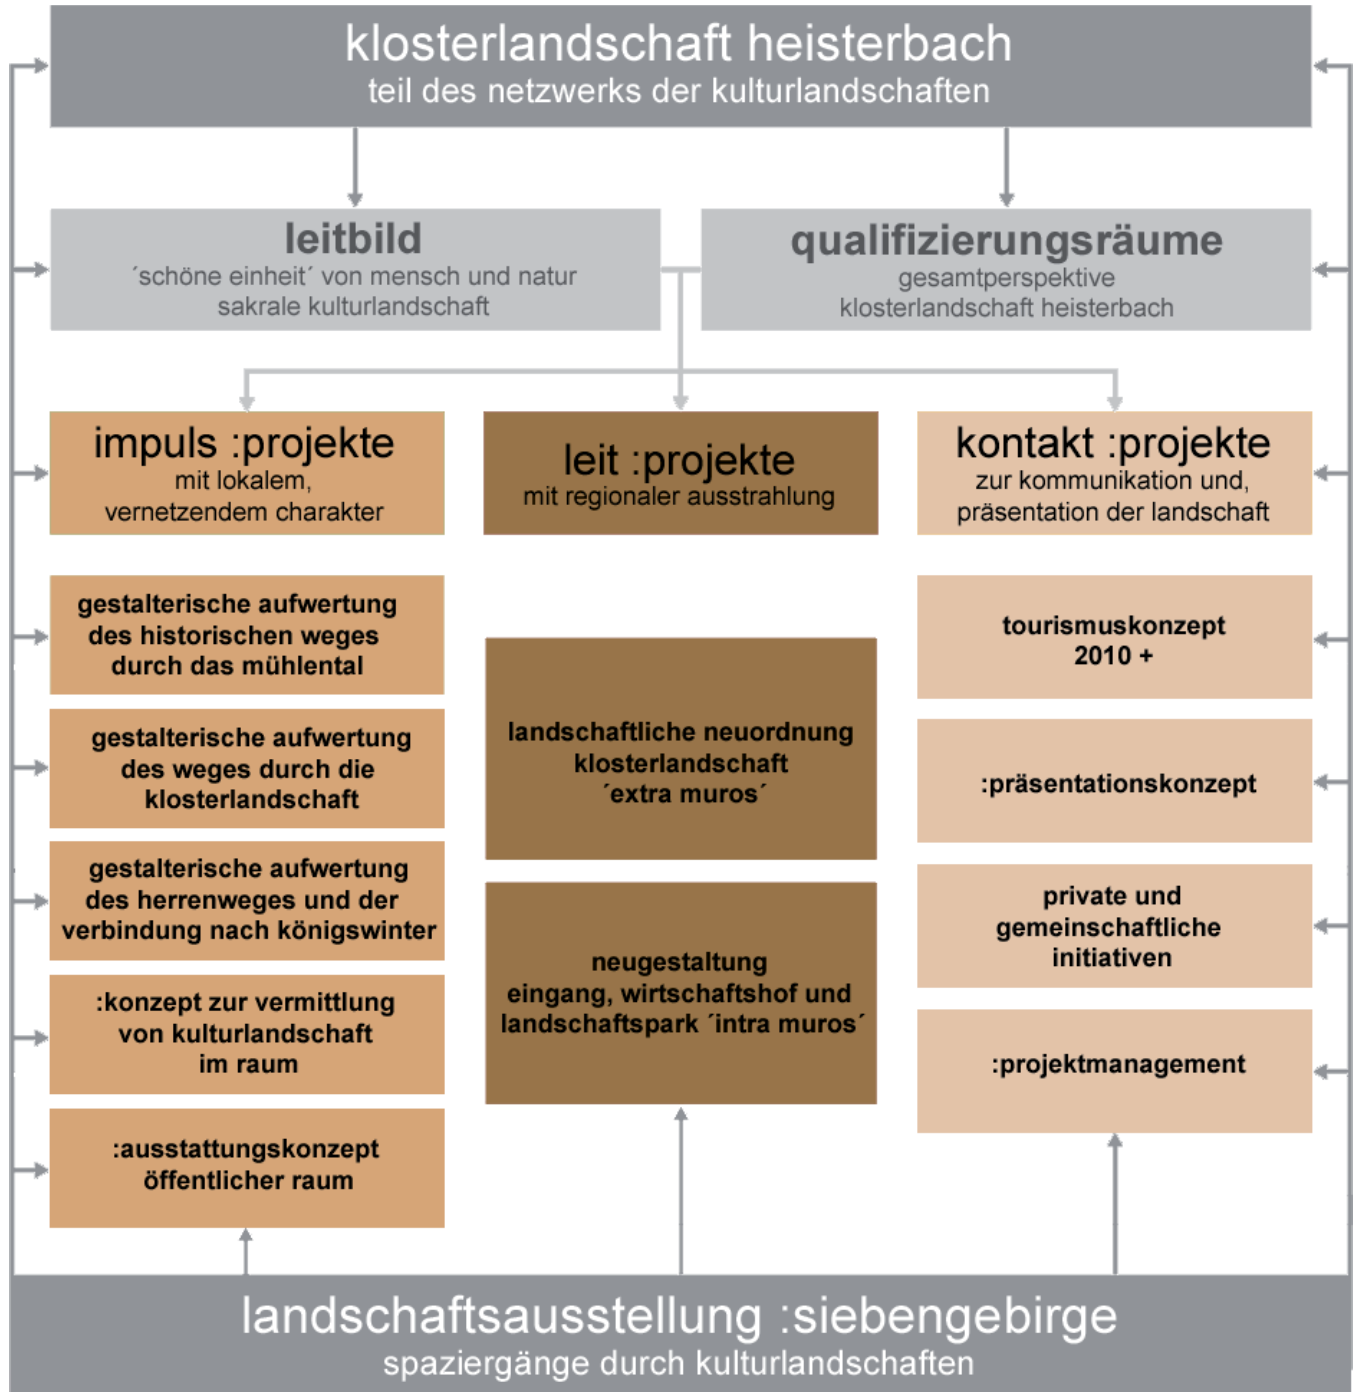 klosterlandschaft heisterbach
teil des netzwerks der kulturlandschaften
leitbild
´schöne einheit´ von mensch und natur
sakrale kulturlandschaft
qualifizierungsräume
gesamtperspektive
klosterlandschaft heisterbach
impuls :projekte
mit lokalem,
vernetzendem charakter
leit :projekte
mit regionaler ausstrahlung
kontakt :projekte
zur kommunikation und,
präsentation der landschaft
gestalterische aufwertung
des historischen weges
durch das mühlental
gestalterische aufwertung
des weges durch die
klosterlandschaft
gestalterische aufwertung
des herrenweges und der
verbindung nach königswinter
:konzept zur vermittlung
von kulturlandschaft
im raum
:ausstattungskonzept
öffentlicher raum
landschaftliche neuordnung
klosterlandschaft
´extra muros´
neugestaltung
eingang, wirtschaftshof und
landschaftspark ´intra muros´
tourismuskonzept
2010 +
:präsentationskonzept
private und
gemeinschaftliche
initiativen
:projektmanagement
landschaftsausstellung :siebengebirge
spaziergänge durch kulturlandschaften